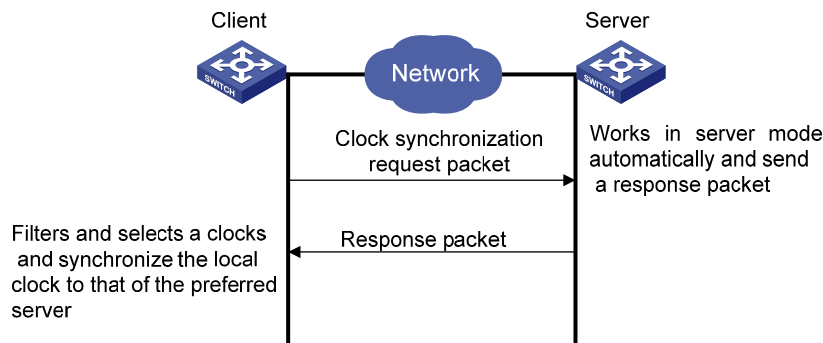 Client
Server
SWITCH
Network
SWITCH
Clock synchronization
request packet
Works in server mode
automatically and send
a response packet
Filters and selects a clocks
and synchronize the local
clock to that of the preferred
server
Response packet